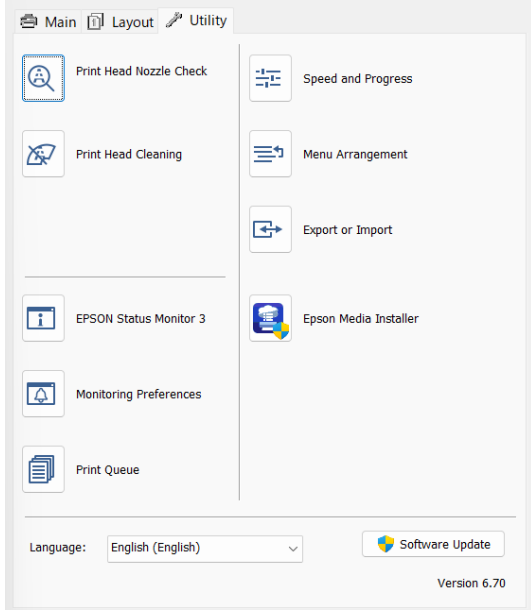 Main
Layout
Utility
Print Head Nozzle Check
Print Head Cleaning
EPSON Status Monitor 3
Monitoring Preferences
Print Queue
Speed and Progress
Menu Arrangement
Export or Import
Epson Media Installer
Language:
English (English)
Software Update
Version 6.70